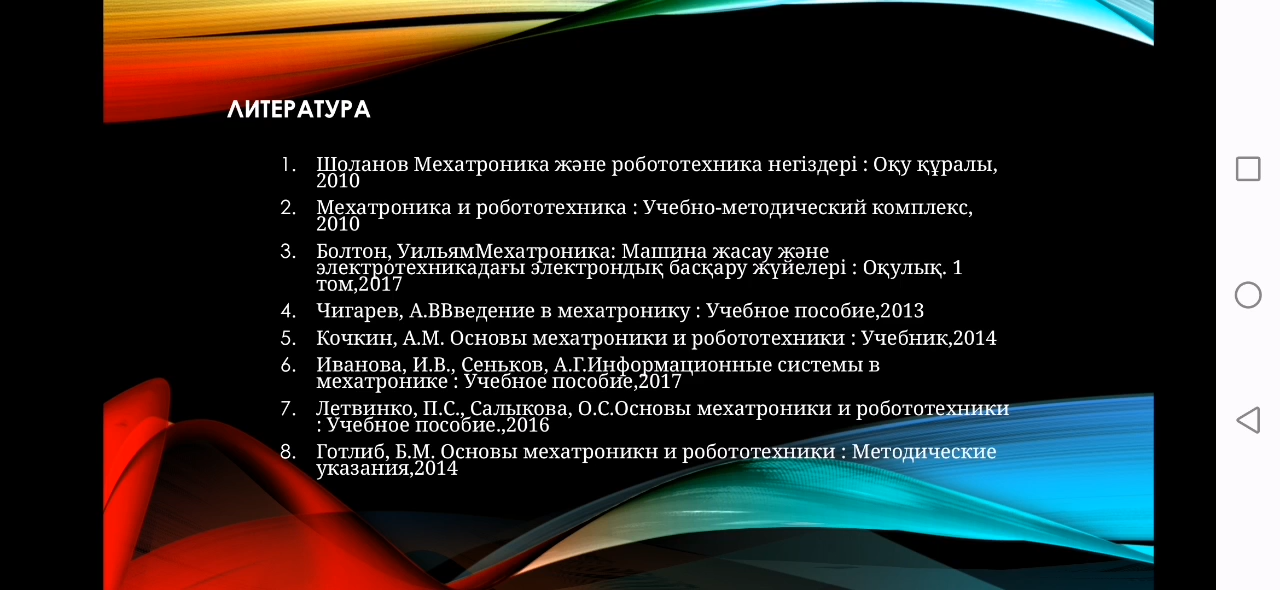 ЛИТЕРАТУРА
1. Шоланов Мехатроника және робототехника негіздері : Оқу құралы,
2010
2. Мехатроника и робототехника : Учебно-методический комплекс,
2010
3. Болтон, УильямМехатроника: Машина жасау және
электротехникадағы электрондық басқару жүйелері : Оқулық. 1
том,2017
4. Чигарев, А.ВВведение в мехатронику : Учебное пособие,2013
5. Кочкин, А.М. Основы мехатроники и робототехники : Учебник,2014
6. Иванова, И.В., Сеньков, А.Г.Информационные системы в
мехатронике : Учебное пособие,2017
7. Летвинко, П.С., Салыкова, О.С.Основы мехатроники и робототехники
: Учебное пособие.,2016
8. Готлиб, Б.М. Основы мехатроникн и робототехники : Методические
указания,2014